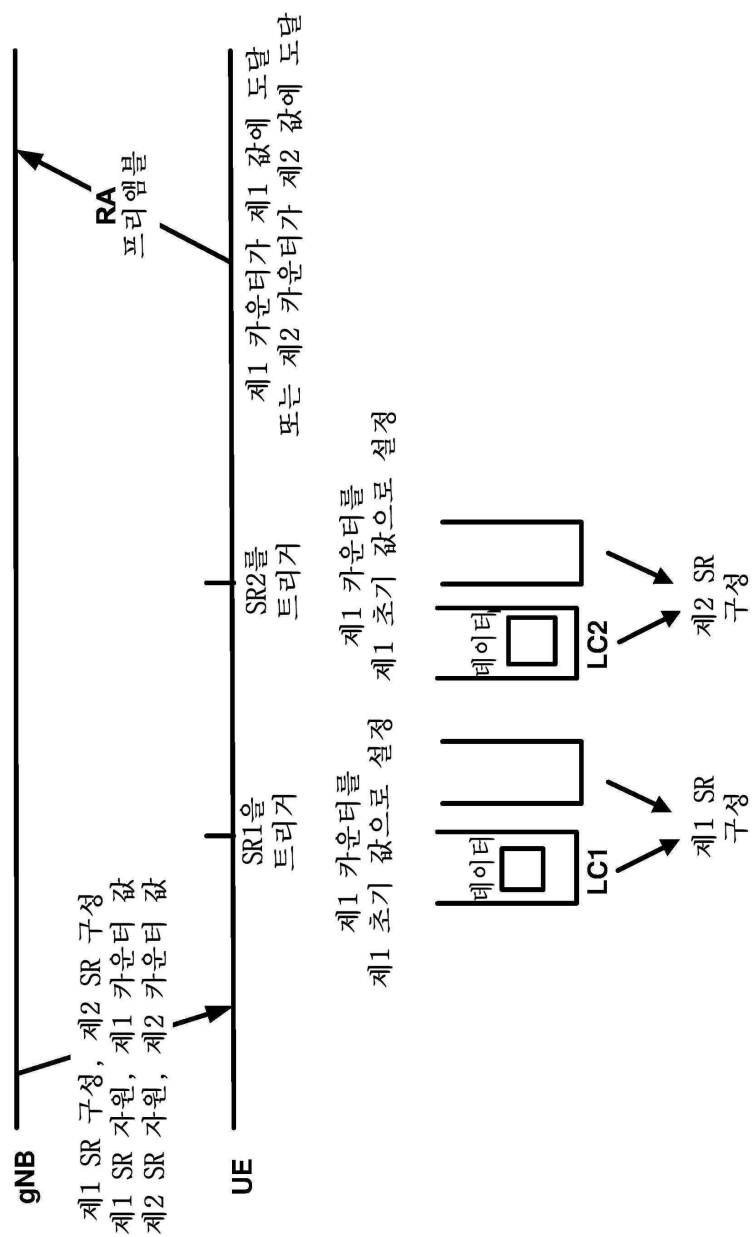 gNB
제1 SR 구성, 제2 SR 구성
제1 SR 자원, 제1 카운터 값
제2 SR 자원, 제2 카운터 값
RA
프리앰블
UE
SR1을
트리거
SR2를
트리거
제1 카운터가 제1 값에 도달
또는 제2 카운터가 제2 값에 도달
제1 카운터를
제1 초기 값으로 설정
제1 카운터를
제1 초기 값으로 설정
데이터
LC1
데이터
LC2
제1 SR
구성
제2 SR
구성